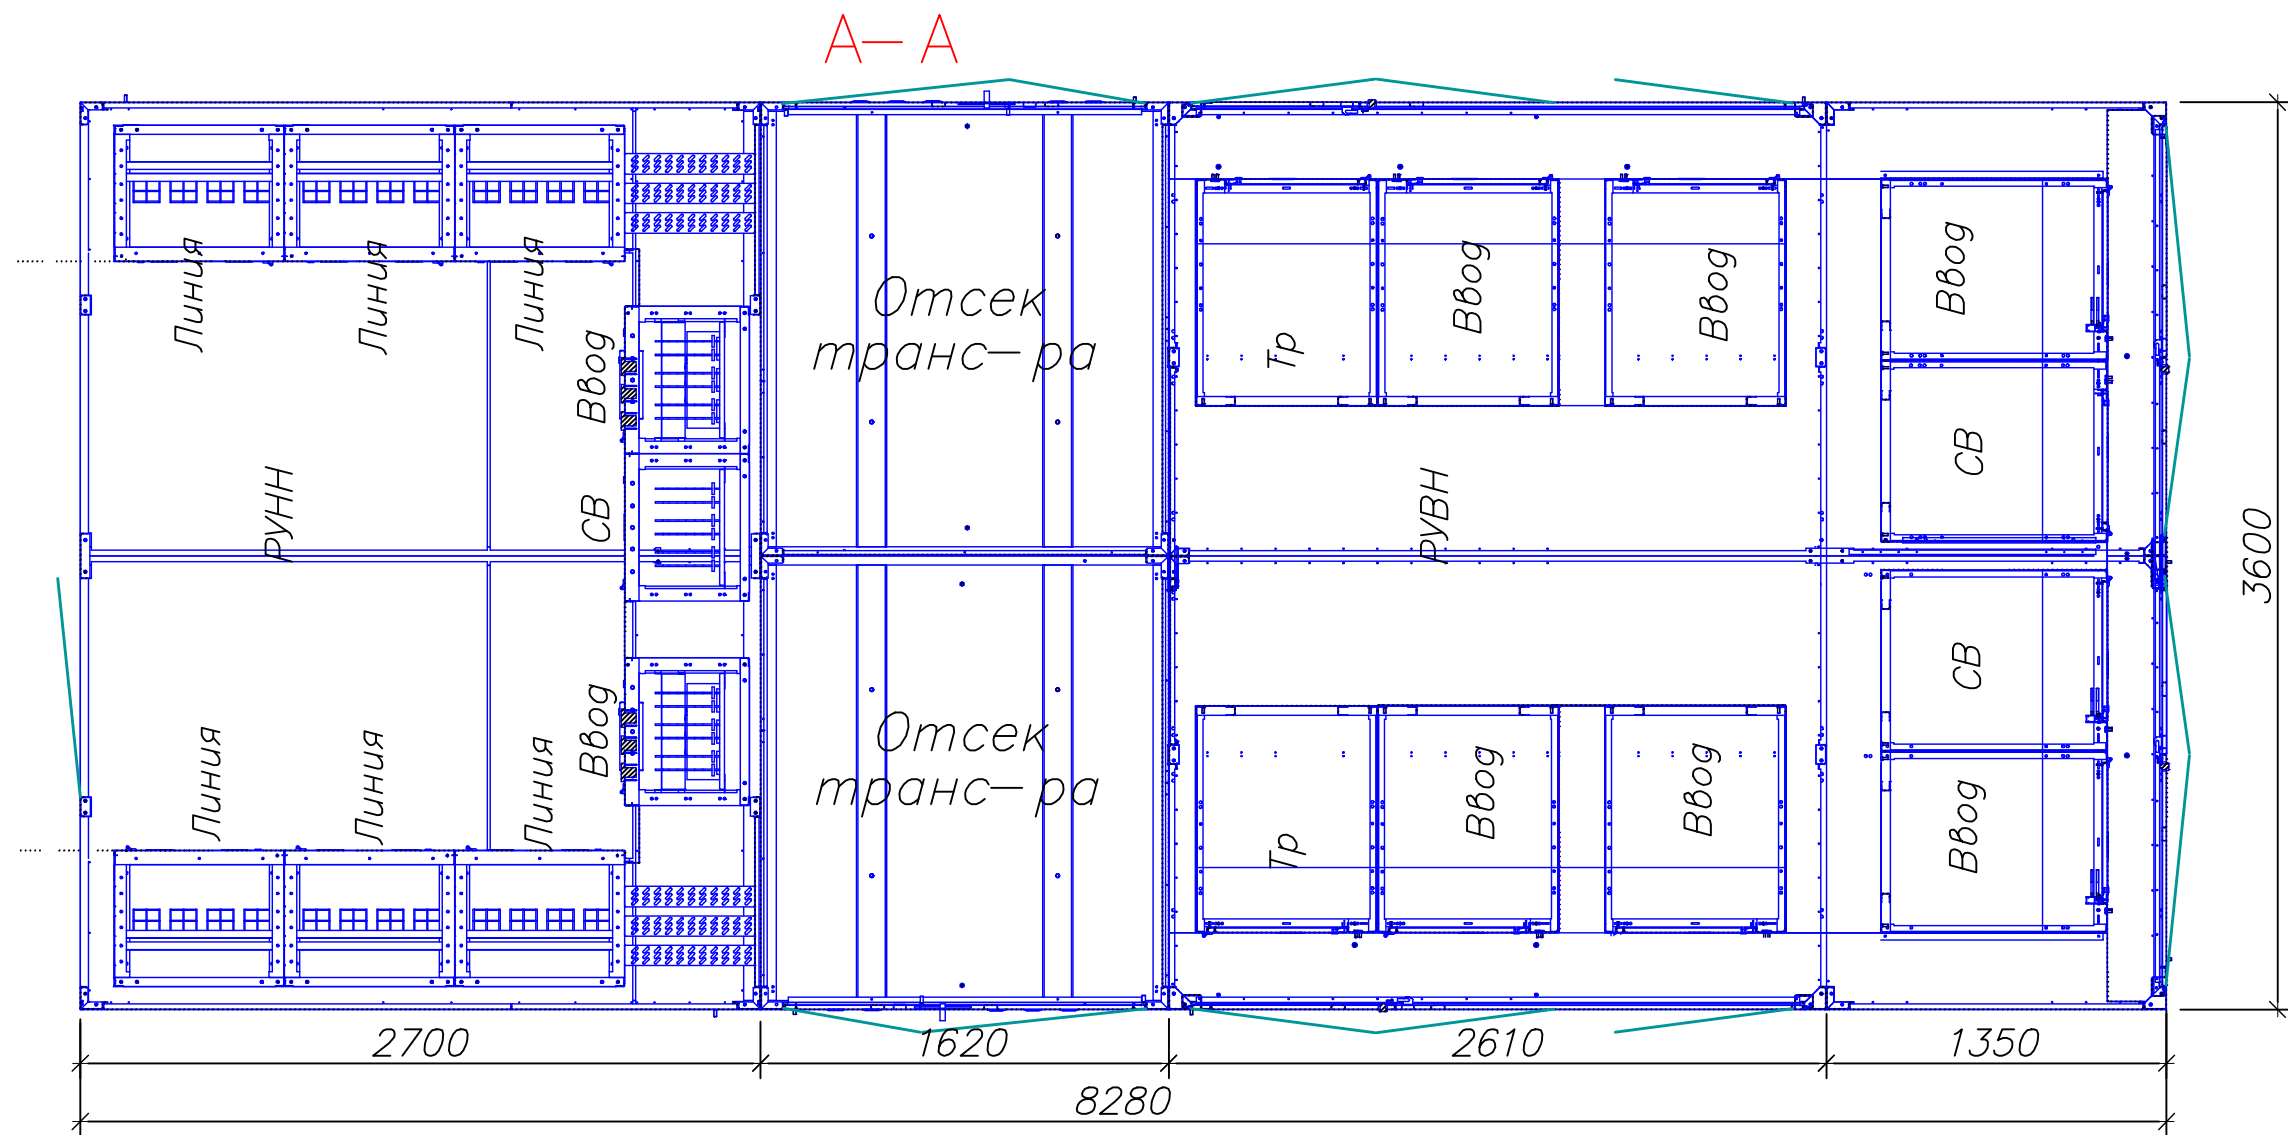 А–А
Линия
Линия
Линия
Ввод
Отсек
транс-ра
Тр
Ввод
Ввод
Ввод
СВ
РУНН
СВ
РУВН
3600
СВ
Линия
Линия
Линия
Ввод
Отсек
транс-ра
Тр
Ввод
Ввод
Ввод
2700
1620
2610
1350
8280